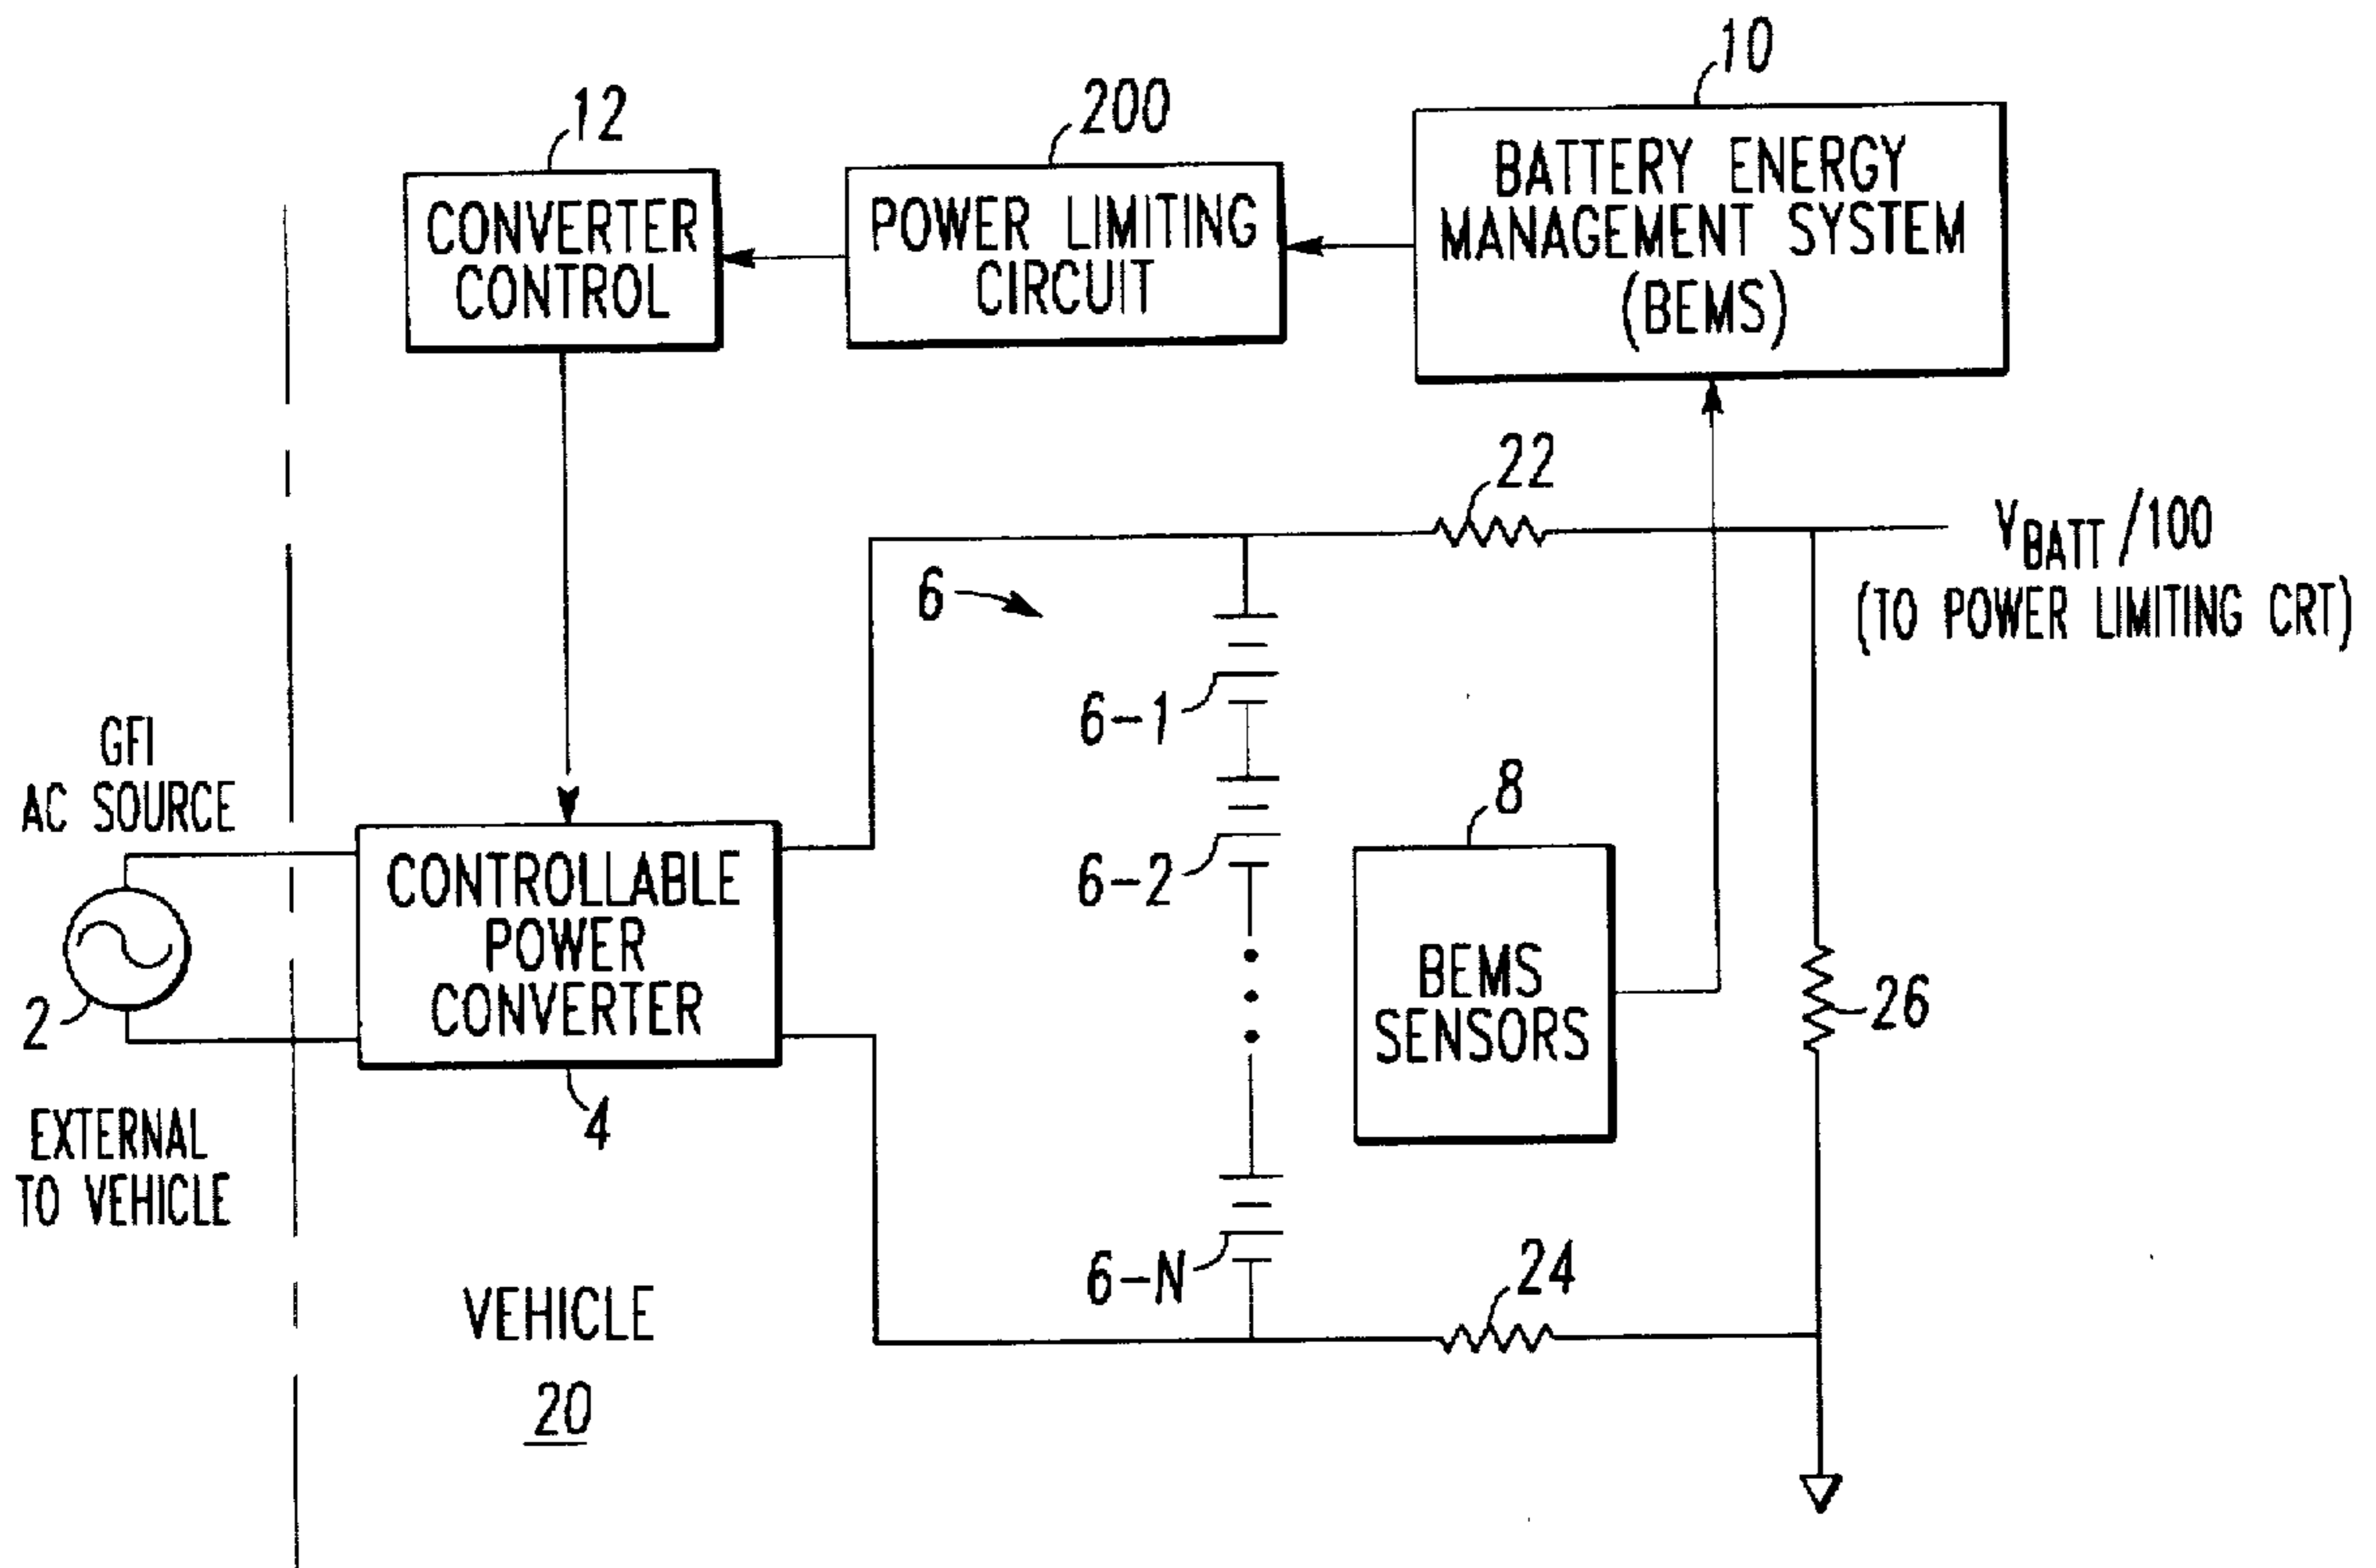 10
12
200
CONVERTER
CONTROL
POWER LIMITING
CIRCUIT
BATTERY ENERGY
MANAGEMENT SYSTEM
(BEMS)
22
VBATT/100
(TO POWER LIMITING CRT)
6
6-1
GFI
AC SOURCE
8
6-2
CONTROLLABLE
POWER
CONVERTER
BEMS
SENSORS
2
26
4
EXTERNAL
TO VEHICLE
6-N
24
VEHICLE
20